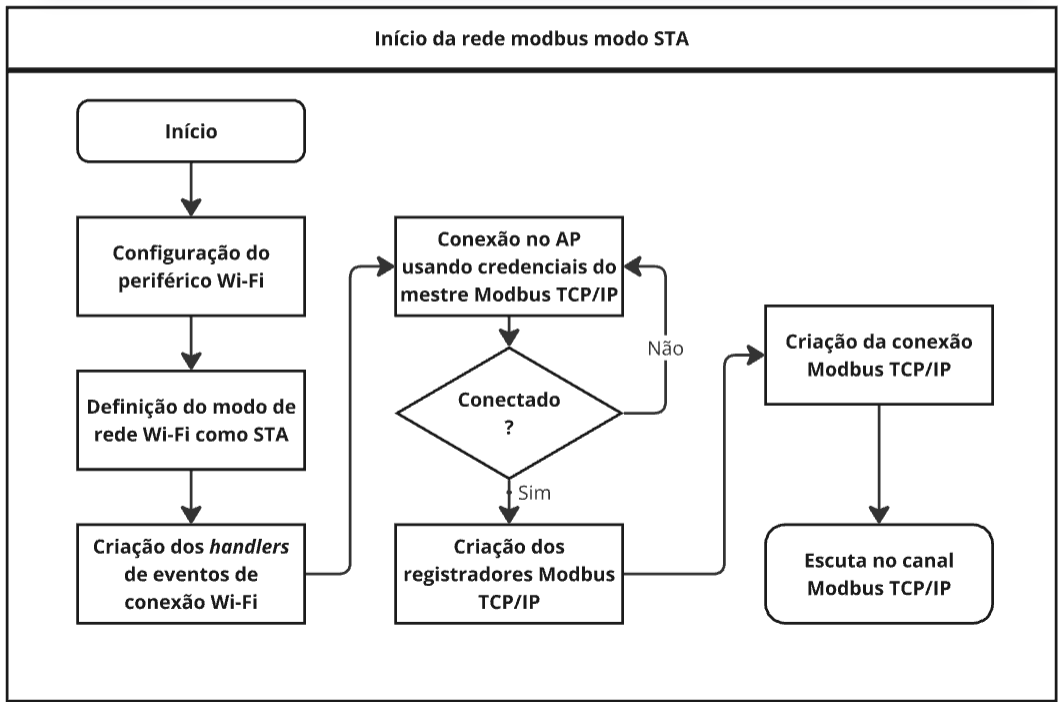 Início da rede modbus modo STA
Início
Configuração do
periférico Wi-Fi
Definição do modo de
rede Wi-Fi como STA
Criação dos handlers
de eventos de
conexão Wi-Fi
Conexão no AP
usando credenciais do
mestre Modbus TCP/IP
Conectado
?
Não
Sim
Criação dos
registradores Modbus
TCP/IP
Criação da conexão
Modbus TCP/IP
Escuta no canal
Modbus TCP/IP